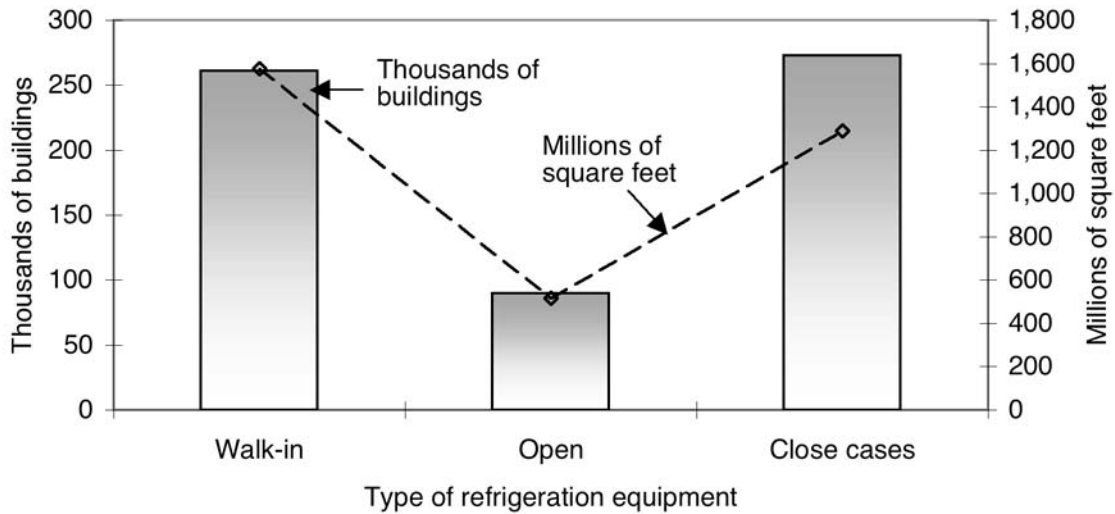 Thousands of buildings
300
250
200
150
100
50
0
Thousands of
buildings
Millions of
square feet
1,800
1,600
1,400
1,200
1,000
800
600
400
200
0
Millions of square feet
Walk-in
Open
Close cases
Type of refrigeration equipment